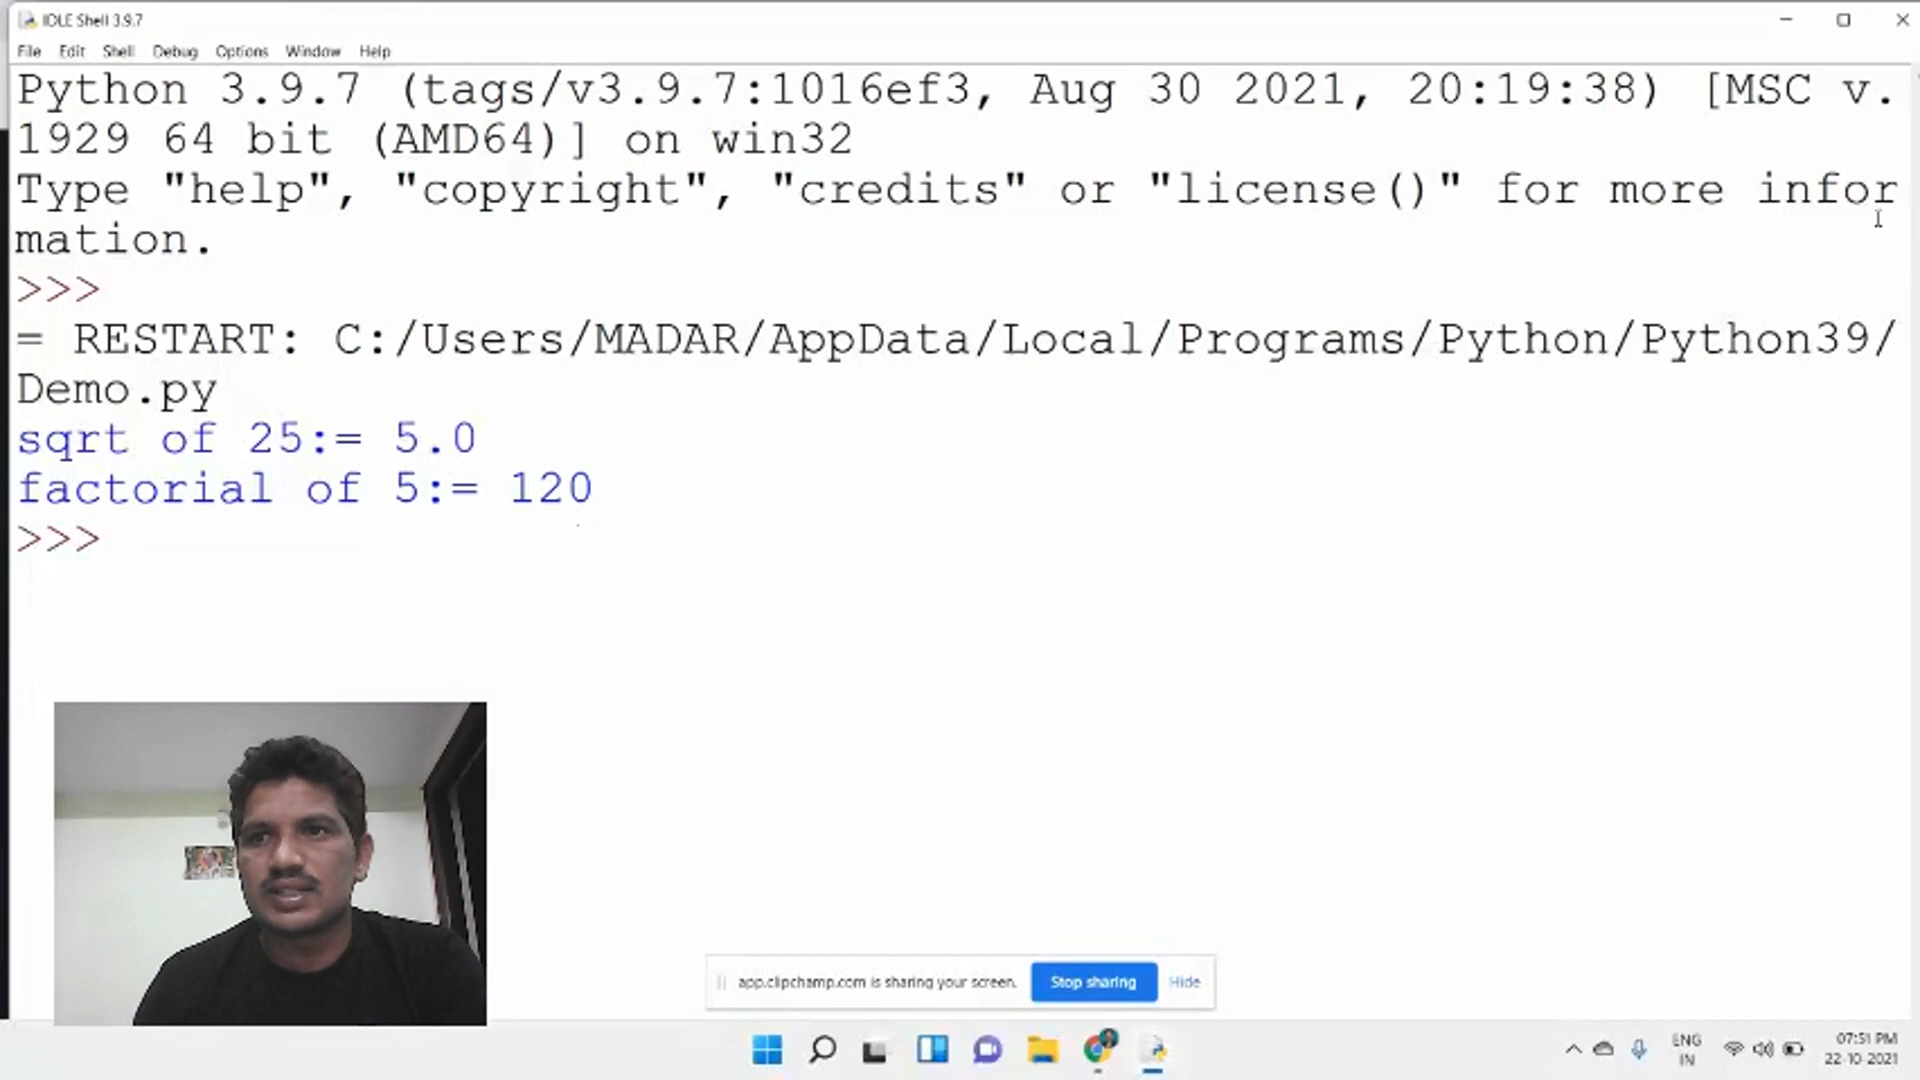 IDLE Shell 3.9.7
File Edit Shell Debug Options Window Help
Python 3.9.7 (tags/v3.9.7:1016ef3, Aug 30 2021, 20:19:38) [MSC v.
1929 64 bit (AMD64)] on win32
Type "help", "copyright", "credits" or "license()" for more infor
mation.
>>>
= RESTART: C:/Users/MADAR/AppData/Local/Programs/Python/Python39/
Demo.py
sqrt of 25:= 5.0
factorial of 5:= 120
>>>
app.clipchamp.com is sharing your screen. Stop sharing Hide
ENG
IN
07:51 PM
22-10-2021